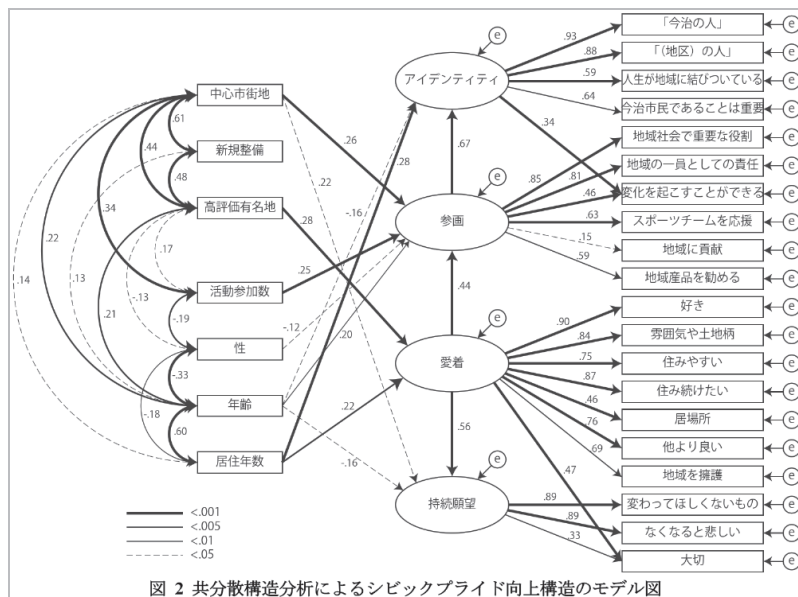 e
「今治の人」
e
.93
e
.88
「(地区)の人」
e
アイデンティティ
.59
人生が地域に結びついている
e
中心市街地
.64
今治市民であることは重要
e
.61
.34
地域社会で重要な役割
e
.26
.28
.67
新規整備
.44
e
.85
地域の一員としての責任
e
.48
.22
.81
.46
変化を起こすことができる
e
高評価有名地
.34
-.16
参画
.63
スポーツチームを応援
e
.28
.22
.17
.15
地域に貢献
e
.14
.13
.25
.59
-.13
活動参加数
地域産品を勧める
e
.21
.44
-.19
-.12
好き
e
e
.90
性
.20
.84
雰囲気や土地柄
e
愛着
.75
住みやすい
e
-.33
.87
住み続けたい
e
年齢
.22
.46
-.18
.56
.76
居場所
e
.60
.69
他より良い
e
居住年数
-.16
e
.47
地域を擁護
e
持続願望
.89
変わってほしくないもの
e
<.001
.89
なくなると悲しい
e
<.005
.33
<.01
大切
e
<.05
図 2 共分散構造分析によるシビックプライド向上構造のモデル図